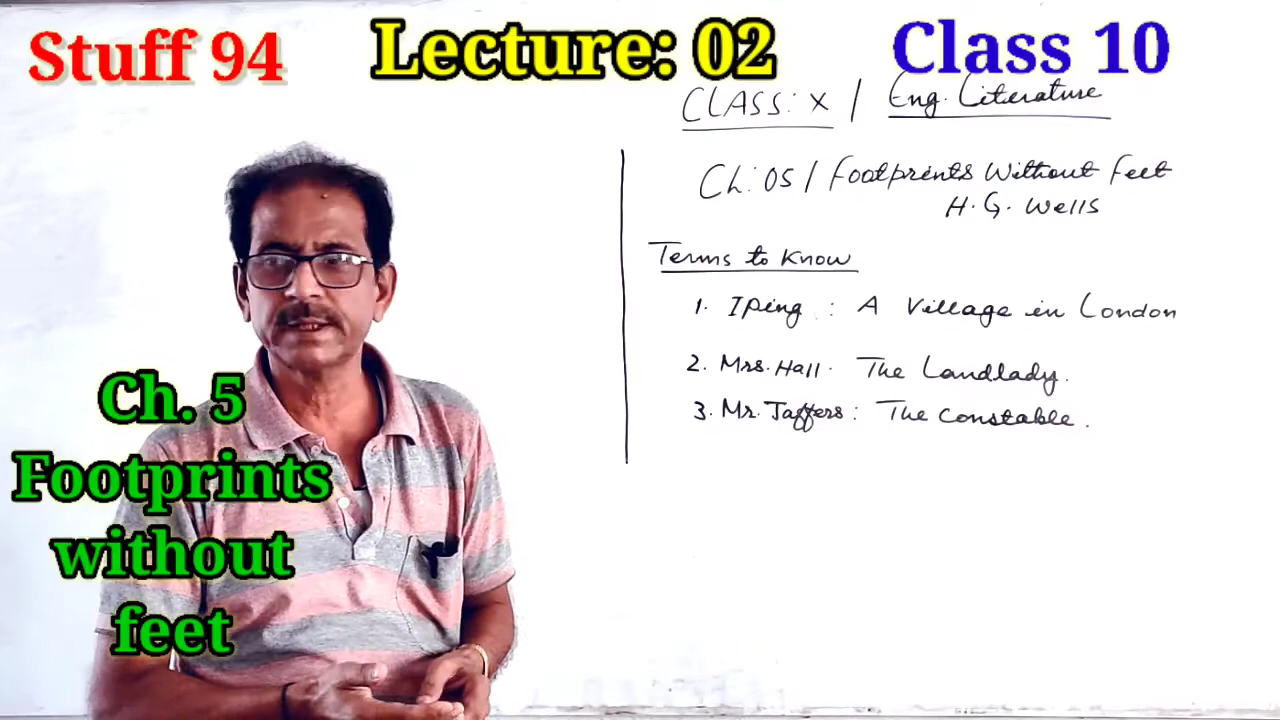 Stuff 94
Lecture: 02
Class 10
CLASS: X / Eng. Literature
Ch: 05 / Footprints Without Feet
H. G. Wells
Terms to Know
1. Iping : A Village in London
2. Mrs. Hall. The Landlady.
3. Mr. Jaffers : The Constable.
Ch. 5
Footprints
without
feet